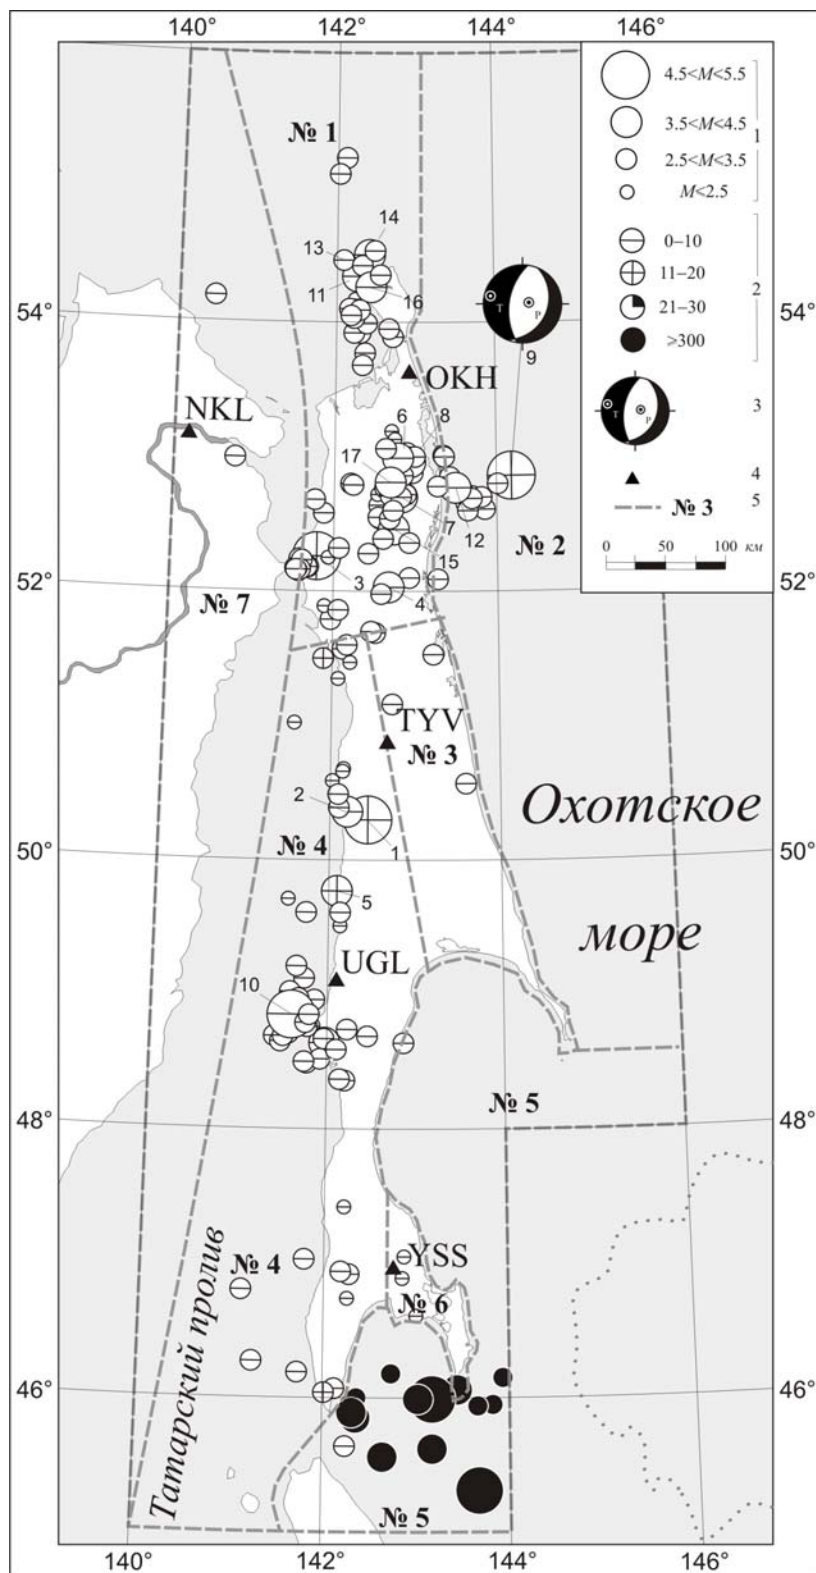 140° 142° 144° 146°
4.5<M≤5.5
3.5<M≤4.5
1
2.5<M≤3.5
M≤2.5
0–10
11–20
2
21–30
≥300
T P
3
4
№ 3 5
0 50 100 км
№ 1
14
13
11
16
54° 54°
T P
9
OKH
NKL
6 8
17
7
12
№ 2
15
3
4
52° 52°
№ 7
TYV
№ 3
Охотское
2
№ 4
1
50° 50°
5
море
UGL
10
№ 5
48° 48°
Татарский пролив
№ 4
YSS
№ 6
46° 46°
№ 5
140° 142° 144° 146°